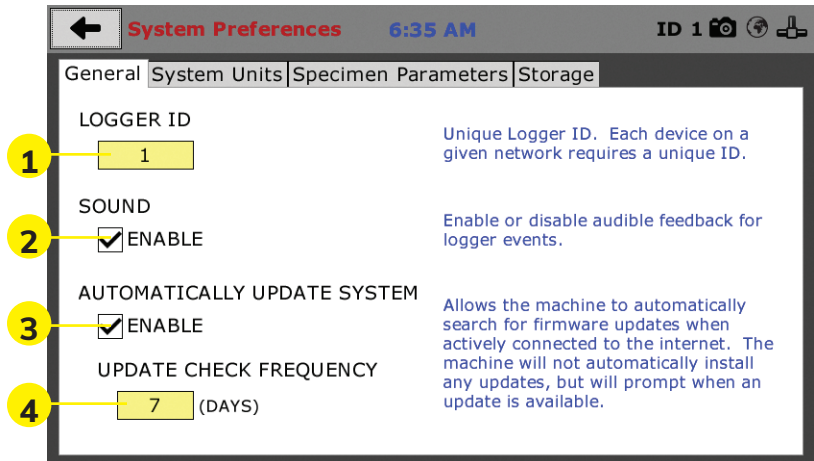 System Preferences 6:35 AM ID 1
General System Units Specimen Parameters Storage
LOGGER ID
1 1
Unique Logger ID. Each device on a
given network requires a unique ID.
SOUND
2 ENABLE
Enable or disable audible feedback for
logger events.
AUTOMATICALLY UPDATE SYSTEM
3 ENABLE
UPDATE CHECK FREQUENCY
4 7 (DAYS)
Allows the machine to automatically
search for firmware updates when
actively connected to the internet. The
machine will not automatically install
any updates, but will prompt when an
update is available.